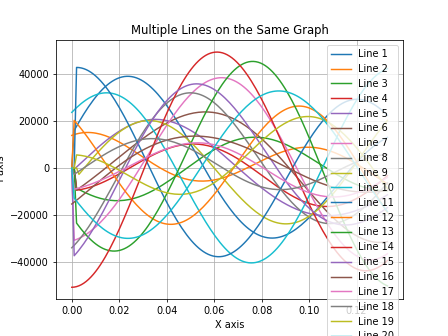 Multiple Lines on the Same Graph
40000
20000
0
−20000
−40000
axis
0.00
0.02
0.04
0.06
0.08
0.10
X axis
Line 1
Line 2
Line 3
Line 4
Line 5
Line 6
Line 7
Line 8
Line 9
Line 10
Line 11
Line 12
Line 13
Line 14
Line 15
Line 16
Line 17
Line 18
Line 19
Line 20